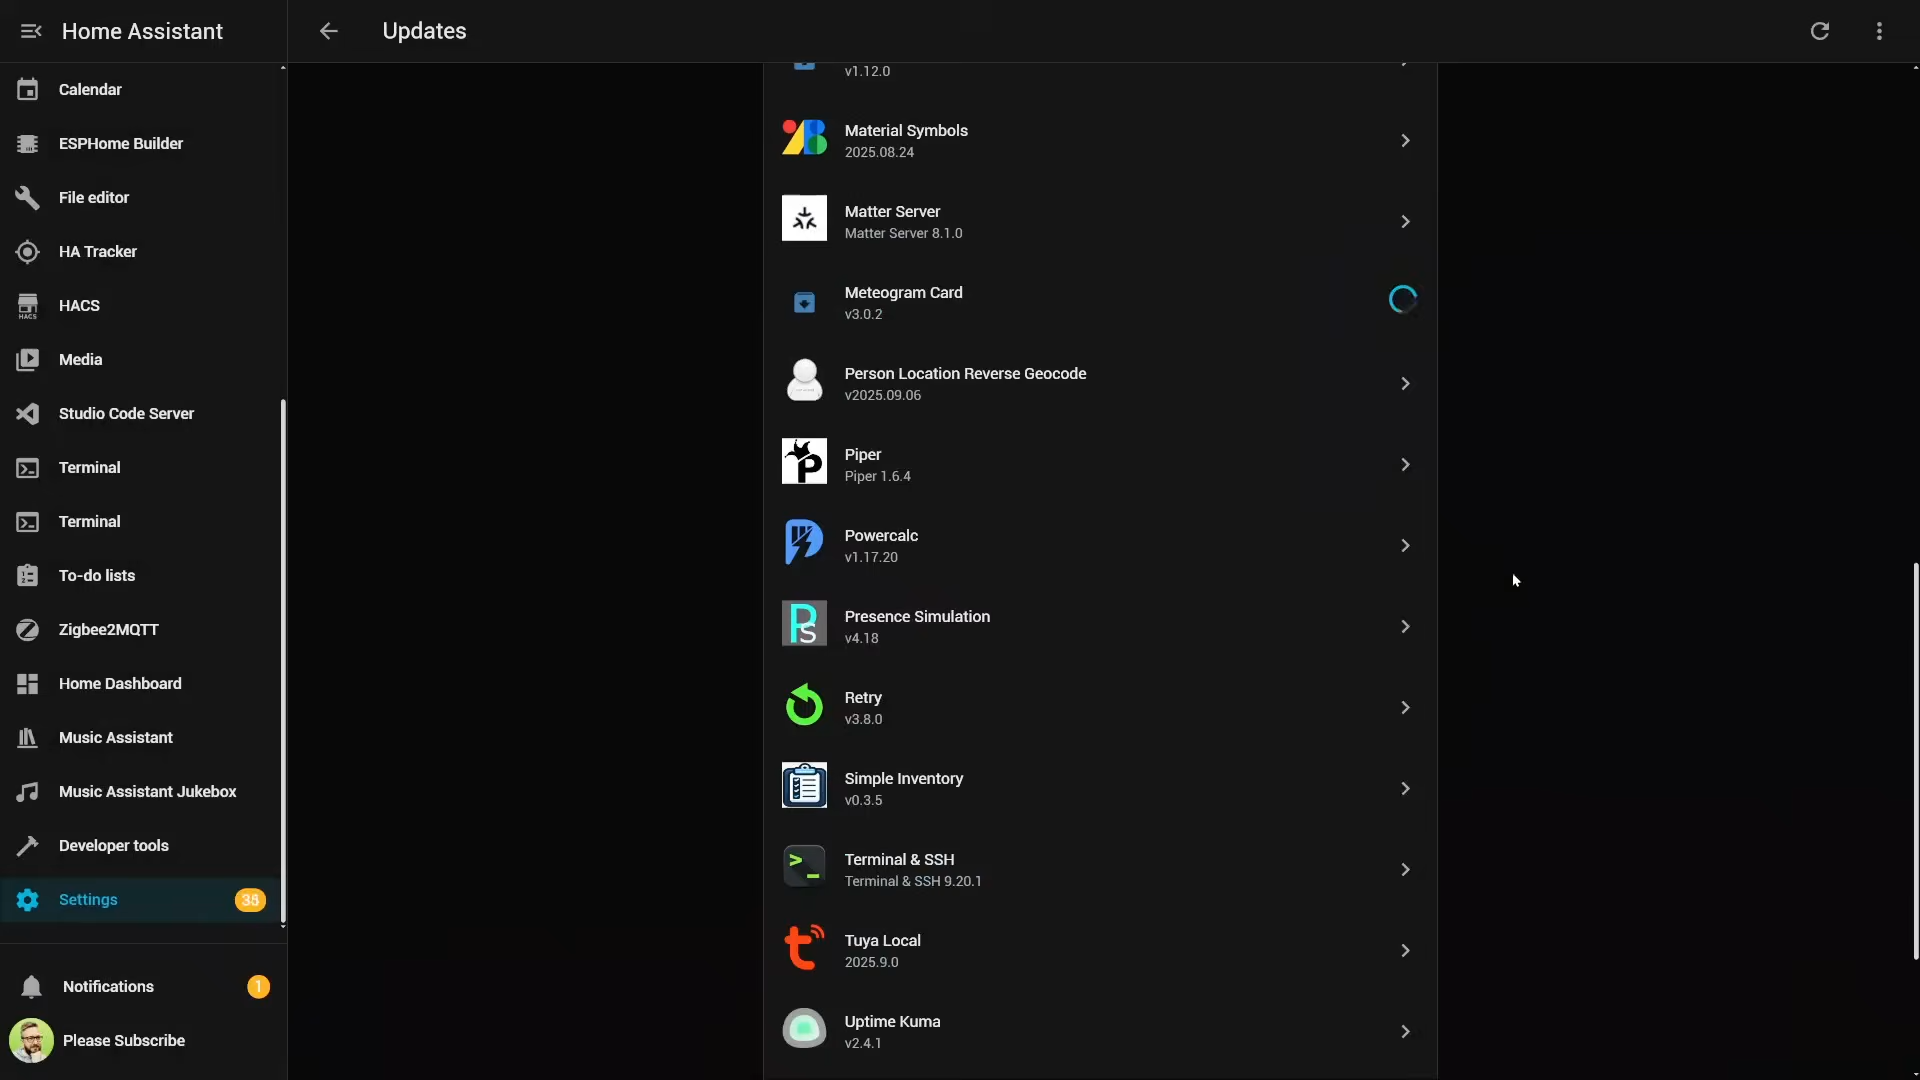 Home Assistant
Updates
Calendar
ESPHome Builder
File editor
HA Tracker
HACS
HACS
Media
Studio Code Server
Terminal
Terminal
To-do lists
Zigbee2MQTT
Home Dashboard
Music Assistant
Music Assistant Jukebox
Developer tools
Settings
Notifications
1
Please Subscribe
v1.12.0
Material Symbols
2025.08.24
Matter Server
Matter Server 8.1.0
Meteogram Card
v3.0.2
Person Location Reverse Geocode
v2025.09.06
Piper
Piper 1.6.4
Powercalc
v1.17.20
Presence Simulation
v4.18
Retry
v3.8.0
Simple Inventory
v0.3.5
Terminal & SSH
Terminal & SSH 9.20.1
Tuya Local
2025.9.0
Uptime Kuma
v2.4.1